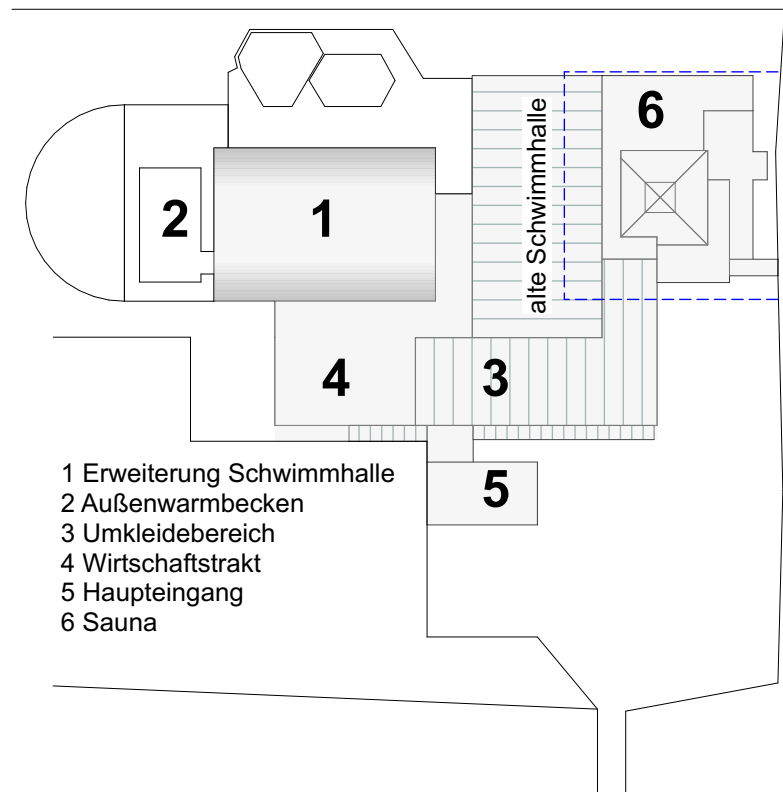 6
alte Schwimmhalle
1
2
4
3
5
1 Erweiterung Schwimmhalle
2 Außenwarmbecken
3 Umkleidebereich
4 Wirtschaftstrakt
5 Haupteingang
6 Sauna